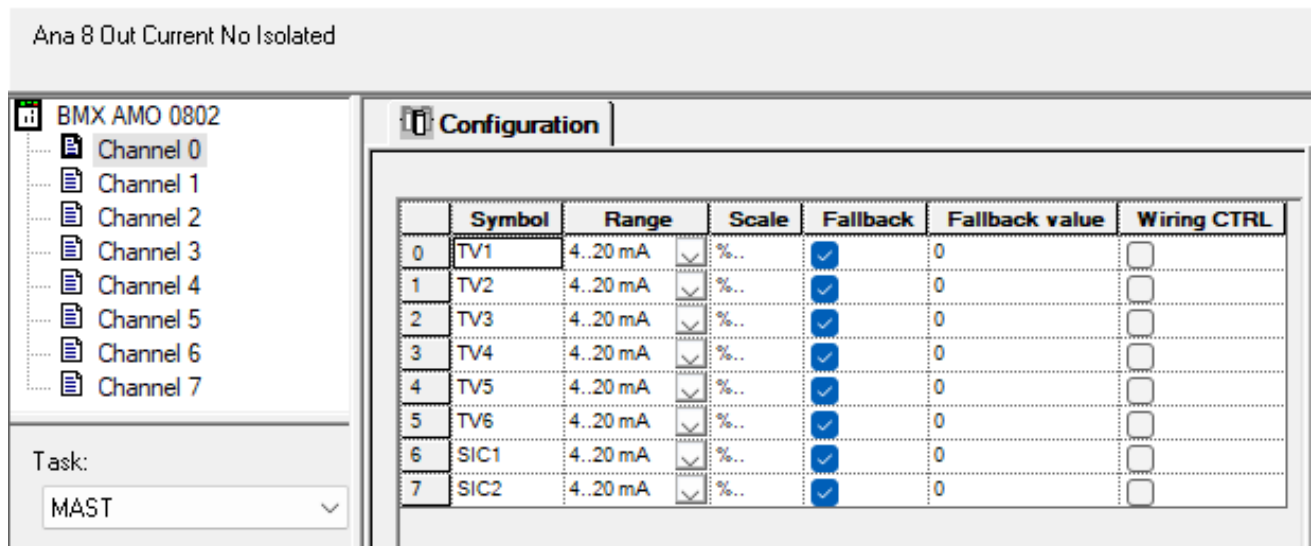 Ana 8 Out Current No Isolated
BMX AMO 0802
Channel 0
Channel 1
Channel 2
Channel 3
Channel 4
Channel 5
Channel 6
Channel 7
Task:
MAST
Configuration
Symbol Range Scale Fallback Fallback value Wiring CTRL
0 TV1 4..20 mA %.. 0
1 TV2 4..20 mA %.. 0
2 TV3 4..20 mA %.. 0
3 TV4 4..20 mA %.. 0
4 TV5 4..20 mA %.. 0
5 TV6 4..20 mA %.. 0
6 SIC1 4..20 mA %.. 0
7 SIC2 4..20 mA %.. 0